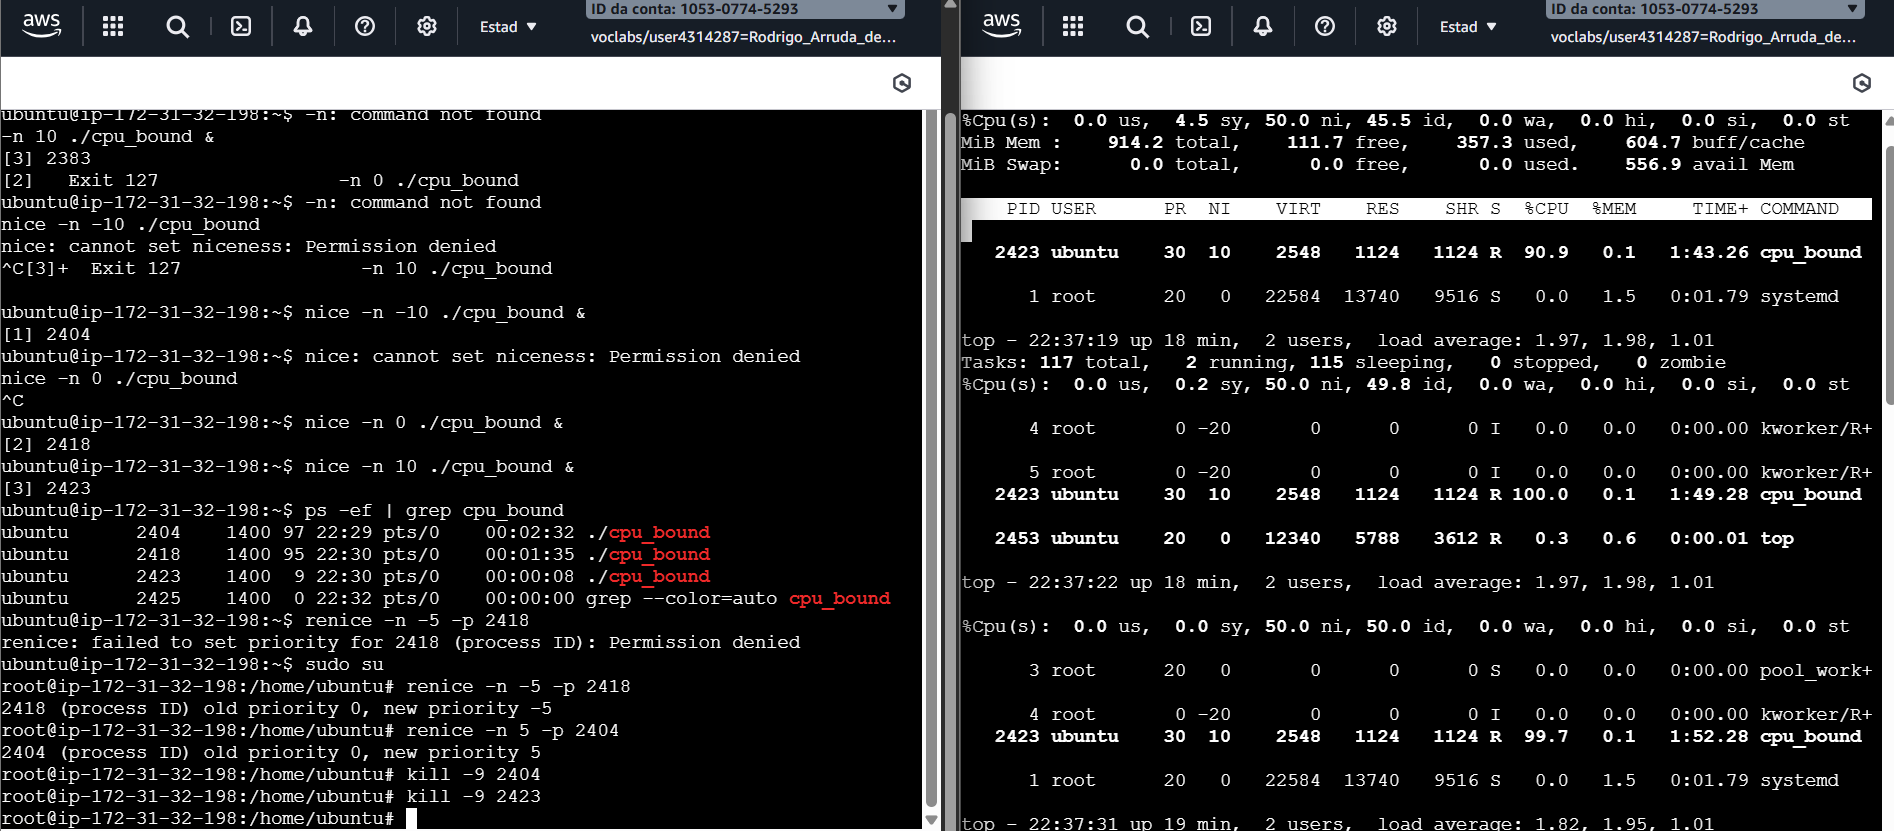 aws
Estad ▼
ID da conta: 1053-0774-5293
voclabs/user4314287=Rodrigo_Arruda_de...
ubuntu@ip-172-31-32-198:~$ -n: command not found
-n 10 ./cpu_bound &
[3] 2383
[2]   Exit 127                -n 0 ./cpu_bound
ubuntu@ip-172-31-32-198:~$ -n: command not found
nice -n -10 ./cpu_bound
nice: cannot set niceness: Permission denied
^C[3]+  Exit 127                -n 10 ./cpu_bound
ubuntu@ip-172-31-32-198:~$ nice -n -10 ./cpu_bound &
[1] 2404
ubuntu@ip-172-31-32-198:~$ nice: cannot set niceness: Permission denied
nice -n 0 ./cpu_bound
^C
ubuntu@ip-172-31-32-198:~$ nice -n 0 ./cpu_bound &
[2] 2418
ubuntu@ip-172-31-32-198:~$ nice -n 10 ./cpu_bound &
[3] 2423
ubuntu@ip-172-31-32-198:~$ ps -ef | grep cpu_bound
ubuntu      2404    1400 97 22:29 pts/0    00:02:32 ./cpu_bound
ubuntu      2418    1400 95 22:30 pts/0    00:01:35 ./cpu_bound
ubuntu      2423    1400  9 22:30 pts/0    00:00:08 ./cpu_bound
ubuntu      2425    1400  0 22:32 pts/0    00:00:00 grep --color=auto cpu_bound
ubuntu@ip-172-31-32-198:~$ renice -n -5 -p 2418
renice: failed to set priority for 2418 (process ID): Permission denied
ubuntu@ip-172-31-32-198:~$ sudo su
root@ip-172-31-32-198:/home/ubuntu# renice -n -5 -p 2418
2418 (process ID) old priority 0, new priority -5
root@ip-172-31-32-198:/home/ubuntu# renice -n 5 -p 2404
2404 (process ID) old priority 0, new priority 5
root@ip-172-31-32-198:/home/ubuntu# kill -9 2404
root@ip-172-31-32-198:/home/ubuntu# kill -9 2423
root@ip-172-31-32-198:/home/ubuntu#
aws
Estad ▼
ID da conta: 1053-0774-5293
voclabs/user4314287=Rodrigo_Arruda_de...
%Cpu(s):  0.0 us,  4.5 sy, 50.0 ni, 45.5 id,  0.0 wa,  0.0 hi,  0.0 si,  0.0 st
MiB Mem :    914.2 total,    111.7 free,    357.3 used,    604.7 buff/cache
MiB Swap:      0.0 total,      0.0 free,      0.0 used.    556.9 avail Mem
PID USER      PR  NI    VIRT    RES    SHR S  %CPU  %MEM     TIME+ COMMAND
2423 ubuntu    30  10    2548   1124   1124 R  90.9   0.1   1:43.26 cpu_bound
1 root      20   0   22584  13740   9516 S   0.0   1.5   0:01.79 systemd
top - 22:37:19 up 18 min,  2 users,  load average: 1.97, 1.98, 1.01
Tasks: 117 total,   2 running, 115 sleeping,   0 stopped,   0 zombie
%Cpu(s):  0.0 us,  0.2 sy, 50.0 ni, 49.8 id,  0.0 wa,  0.0 hi,  0.0 si,  0.0 st
4 root       0 -20       0      0      0 I   0.0   0.0   0:00.00 kworker/R+
5 root       0 -20       0      0      0 I   0.0   0.0   0:00.00 kworker/R+
2423 ubuntu    30  10    2548   1124   1124 R 100.0   0.1   1:49.28 cpu_bound
2453 ubuntu    20   0   12340   5788   3612 R   0.3   0.6   0:00.01 top
top - 22:37:22 up 18 min,  2 users,  load average: 1.97, 1.98, 1.01
%Cpu(s):  0.0 us,  0.0 sy, 50.0 ni, 50.0 id,  0.0 wa,  0.0 hi,  0.0 si,  0.0 st
3 root      20   0       0      0      0 S   0.0   0.0   0:00.00 pool_work+
4 root       0 -20       0      0      0 I   0.0   0.0   0:00.00 kworker/R+
2423 ubuntu    30  10    2548   1124   1124 R  99.7   0.1   1:52.28 cpu_bound
1 root      20   0   22584  13740   9516 S   0.0   1.5   0:01.79 systemd
top - 22:37:31 up 19 min,  2 users,  load average: 1.82, 1.95, 1.01